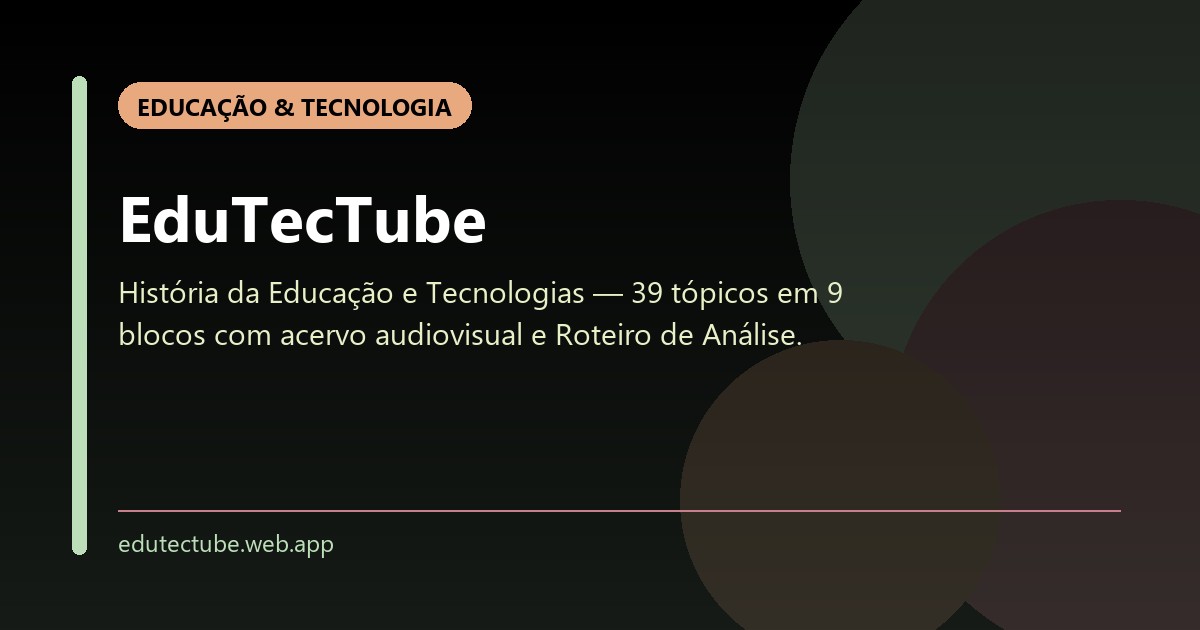 EDUCAÇÃO & TECNOLOGIA
EduTecTube
História da Educação e Tecnologias — 39 tópicos em 9
blocos com acervo audiovisual e Roteiro de Análise.
edutectube.web.app